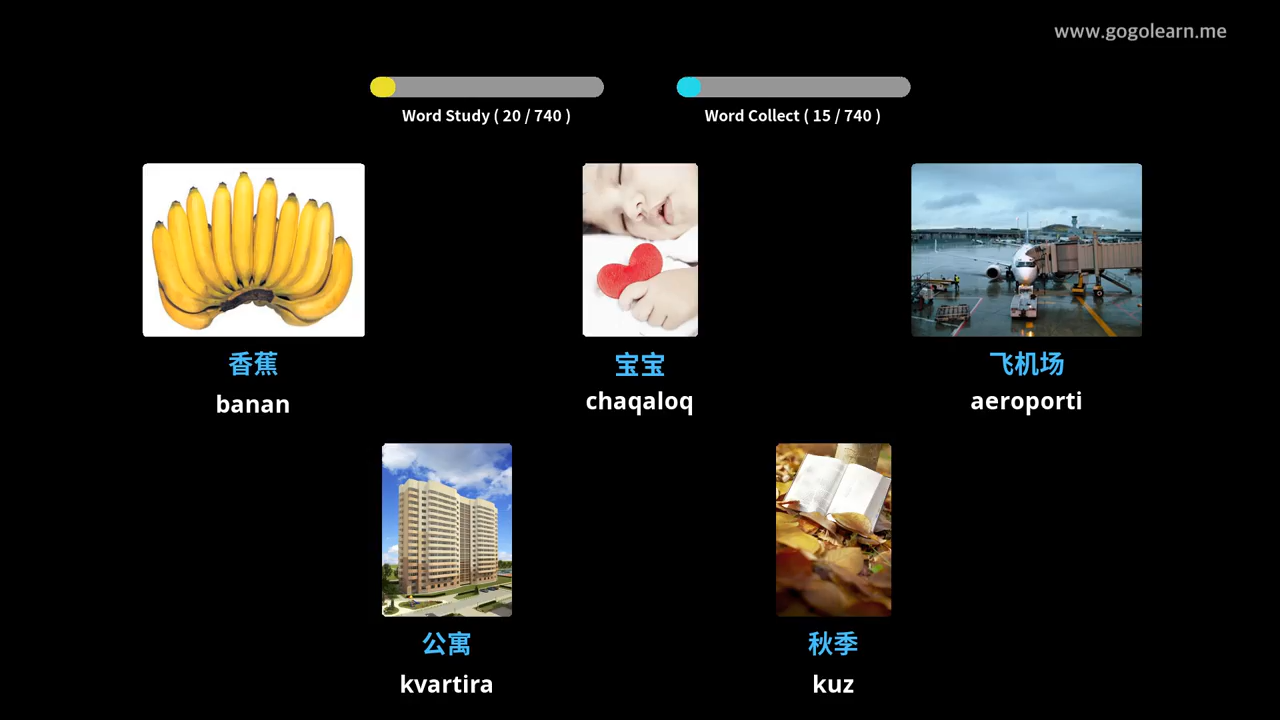 www.gogolearn.me
Word Study ( 20 / 740 )
Word Collect ( 15 / 740 )
香蕉
banan
宝宝
chaqaloq
飞机场
aeroporti
公寓
kvartira
秋季
kuz